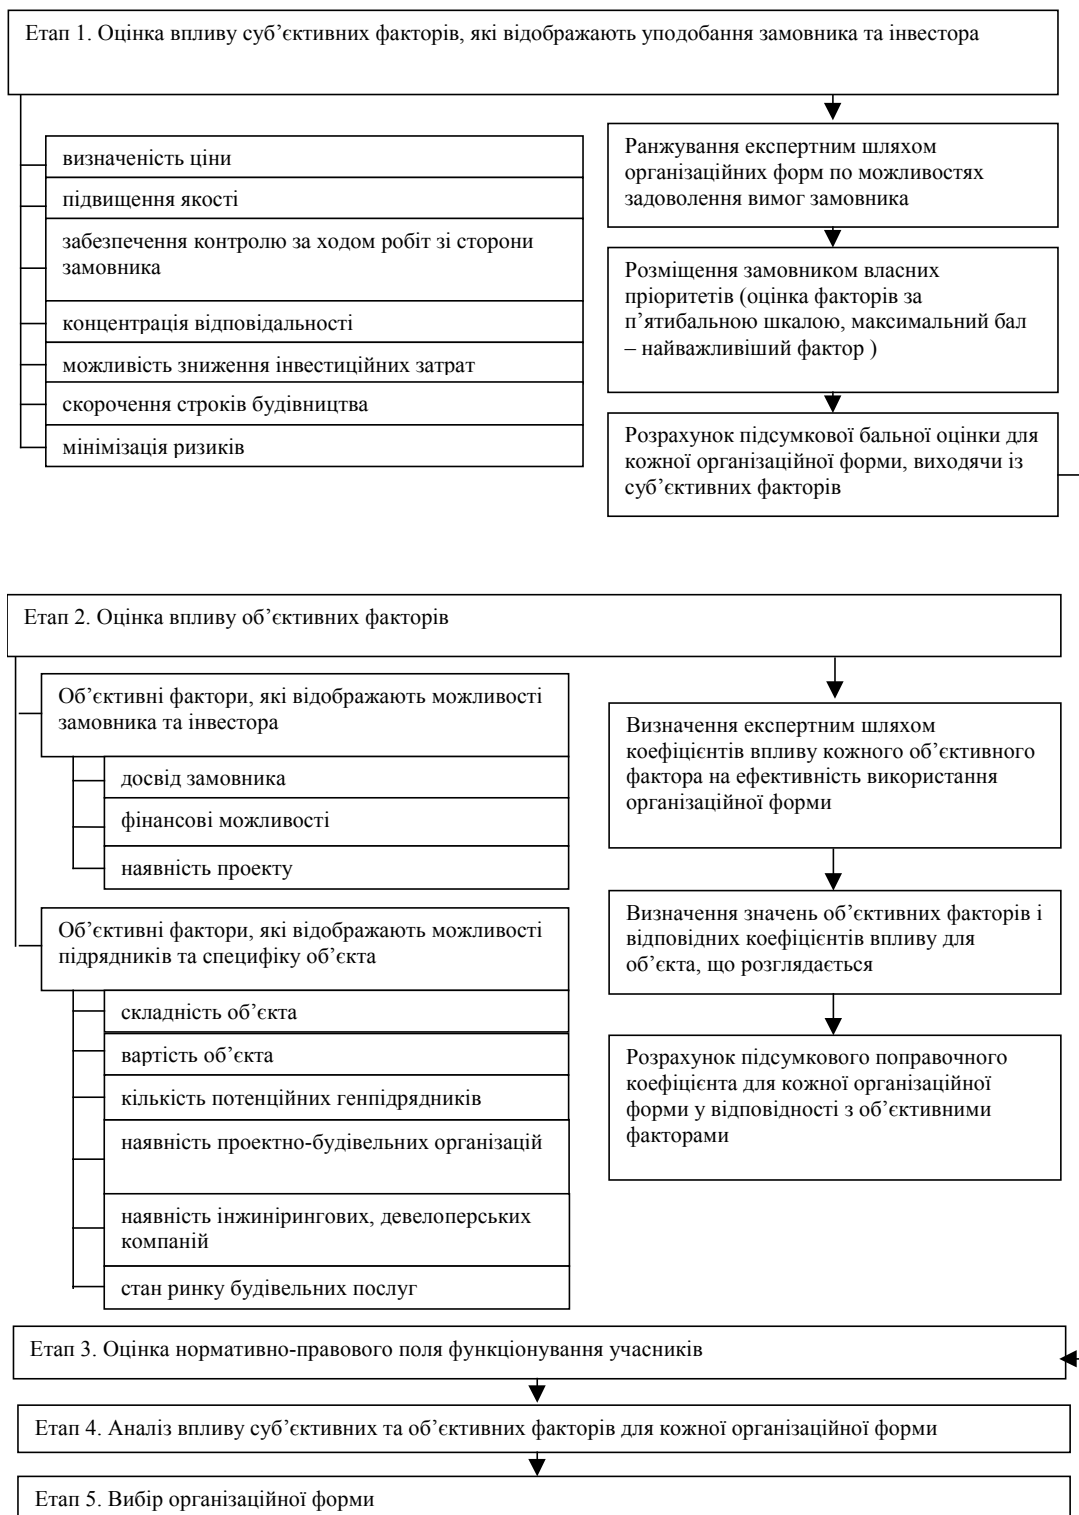 Етап 1. Оцінка впливу суб’єктивних факторів, які відображають уподобання замовника та інвестора
визначеність ціни
підвищення якості
забезпечення контролю за ходом робіт зі сторони
замовника
концентрація відповідальності
можливість зниження інвестиційних затрат
скорочення строків будівництва
мінімізація ризиків
Ранжування експертним шляхом
організаційних форм по можливостях
задоволення вимог замовника
Розміщення замовником власних
пріоритетів (оцінка факторів за
п’ятибальною шкалою, максимальний бал
– найважливіший фактор )
Розрахунок підсумкової бальної оцінки для
кожної організаційної форми, виходячи із
суб’єктивних факторів
Етап 2. Оцінка впливу об’єктивних факторів
Об’єктивні фактори, які відображають можливості
замовника та інвестора
досвід замовника
фінансові можливості
наявність проекту
Об’єктивні фактори, які відображають можливості
підрядників та специфіку об’єкта
складність об’єкта
вартість об’єкта
кількість потенційних генпідрядників
наявність проектно-будівельних організацій
наявність інжинірингових, девелоперських
компаній
стан ринку будівельних послуг
Визначення експертним шляхом
коефіцієнтів впливу кожного об’єктивного
фактора на ефективність використання
організаційної форми
Визначення значень об’єктивних факторів і
відповідних коефіцієнтів впливу для
об’єкта, що розглядається
Розрахунок підсумкового поправочного
коефіцієнта для кожної організаційної
форми у відповідності з об’єктивними
факторами
Етап 3. Оцінка нормативно-правового поля функціонування учасників
Етап 4. Аналіз впливу суб’єктивних та об’єктивних факторів для кожної організаційної форми
Етап 5. Вибір організаційної форми